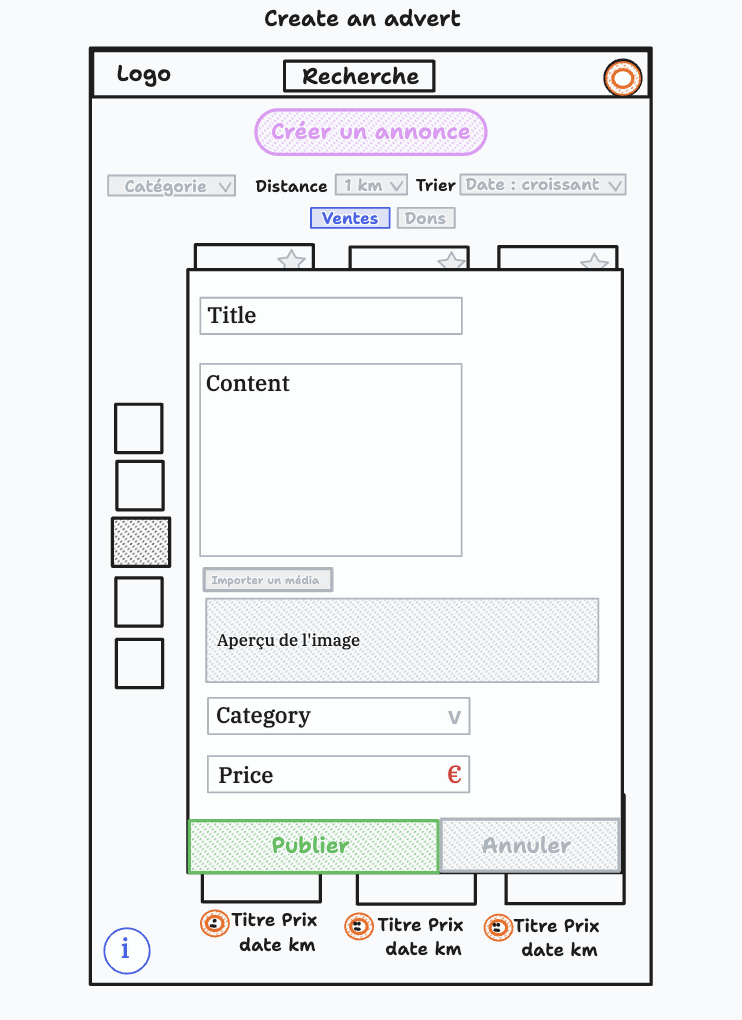 Create an advert
Logo
Recherche
Créer un annonce
Catégorie V Distance 1 km V Trier Date : croissant V
Ventes Dons
Title
Content
Importer un média
Aperçu de l'image
Category v
Price €
Publier Annuler
Titre Prix
date km
Titre Prix
date km
Titre Prix
date km
i